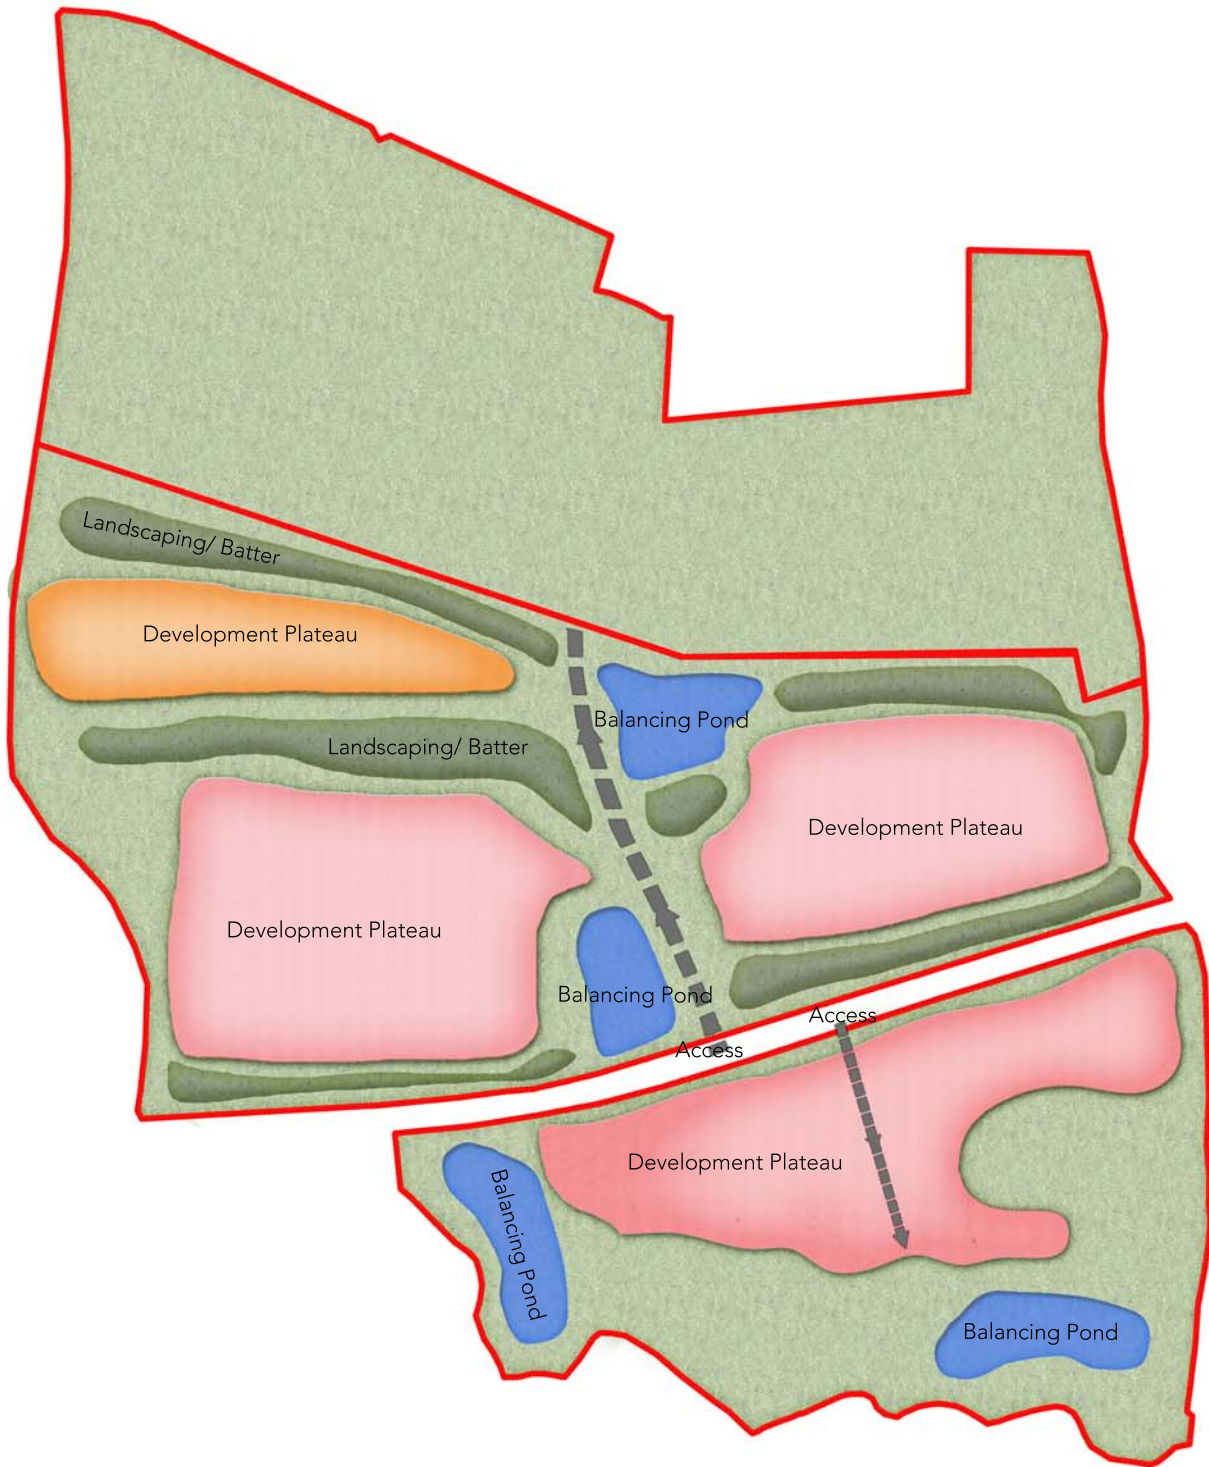 Landscaping/ Batter
Development Plateau
Balancing Pond
Landscaping/ Batter
Development Plateau
Development Plateau
Balancing Pond
Access
Access
Development Plateau
Balancing Pond
Balancing Pond